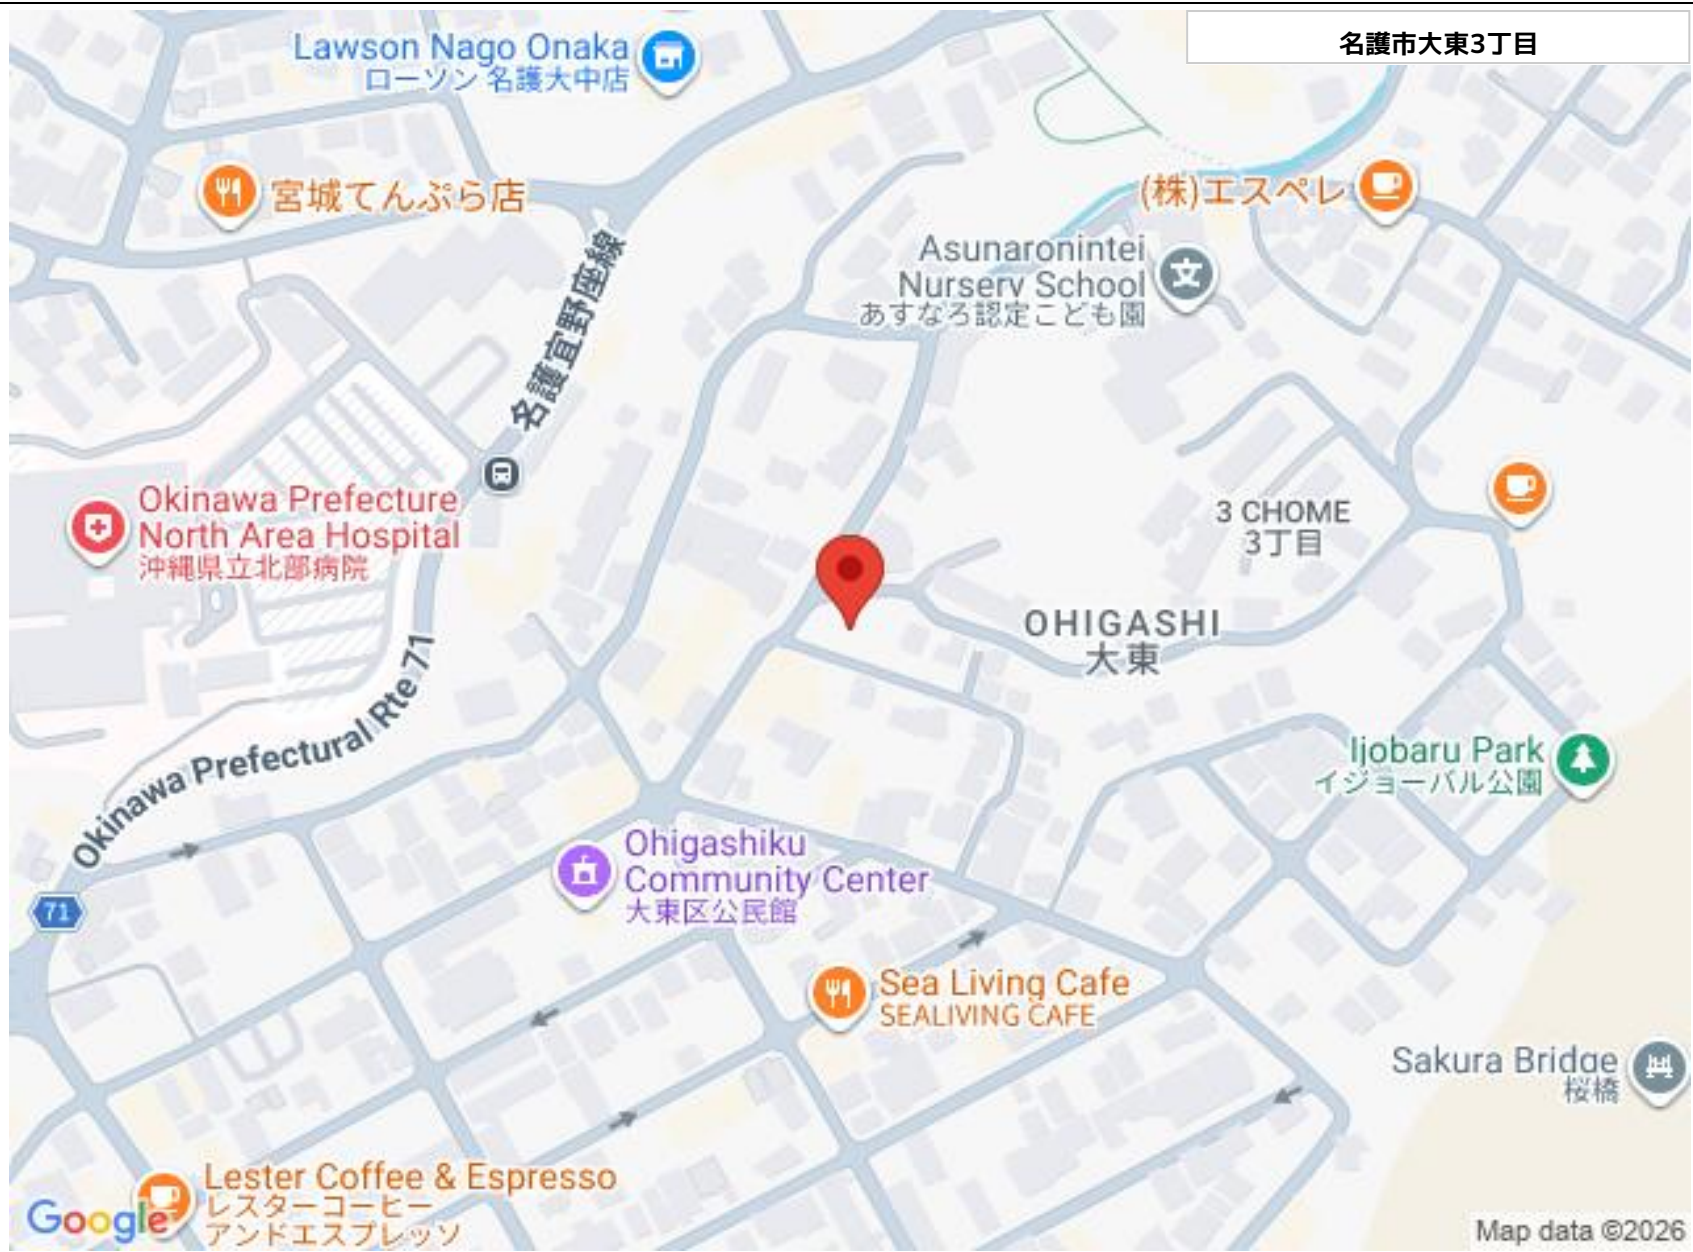 名護市大東3丁目
Lawson Nago Onaka
ローソン 名護大中店
宮城てんぷら店
(株)エスペレ
名護宜野座線
Asunaronintei
Nursery School
あすなろ認定こども園
Okinawa Prefecture
North Area Hospital
沖縄県立北部病院
3 CHOME
3丁目
OHIGASHI
大東
Okinawa Prefectural Rte 71
Ijobaru Park
イジョーバル公園
Ohigashiku
Community Center
大東区公民館
71
Sea Living Cafe
SEALIVING CAFE
Sakura Bridge
桜橋
Lester Coffee & Espresso
レスターコーヒー
アンドエスプレッソ
Google
Map data ©2026